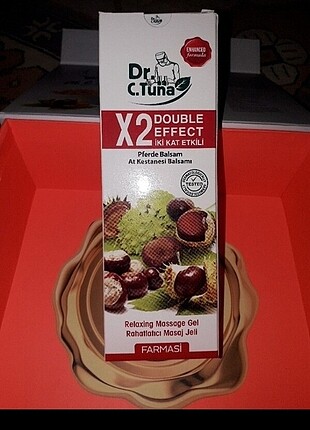 ENHANCED
formula
Dr.
C.Tuna
X2 DOUBLE
EFFECT
İKİ KAT ETKİLİ
Pferde Balsam
At Kestanesi Balsamı
TESTED
Relaxing Massage Gel
Rahatlatıcı Masaj Jeli
FARMASİ